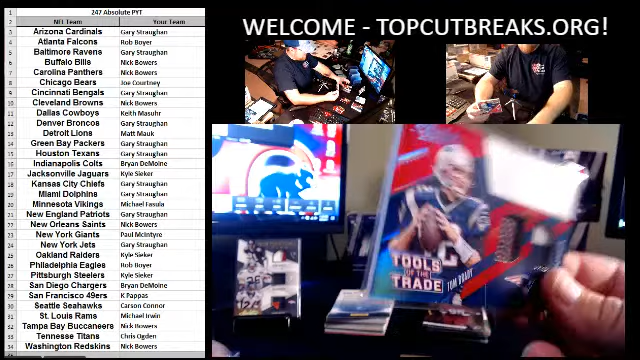 247 Absolute PYT
NFL Team Your Team
Arizona Cardinals Gary Straughan
Atlanta Falcons Rob Boyer
Baltimore Ravens Gary Straughan
Buffalo Bills Nick Bowers
Carolina Panthers Nick Bowers
Chicago Bears Joe Courtney
Cincinnati Bengals Gary Straughan
Cleveland Browns Nick Bowers
Dallas Cowboys Keith Masuhr
Denver Broncos Gary Straughan
Detroit Lions Matt Mauk
Green Bay Packers Gary Straughan
Houston Texans Gary Straughan
Indianapolis Colts Bryan DeMoine
Jacksonville Jaguars Kyle Sieker
Kansas City Chiefs Gary Straughan
Miami Dolphins Gary Straughan
Minnesota Vikings Michael Fasula
New England Patriots Gary Straughan
New Orleans Saints Nick Bowers
New York Giants Paul McIntyre
New York Jets Gary Straughan
Oakland Raiders Kyle Sieker
Philadelphia Eagles Rob Boyer
Pittsburgh Steelers Kyle Sieker
San Diego Chargers Bryan DeMoine
San Francisco 49ers K Pappas
Seattle Seahawks Carson Connor
St. Louis Rams Michael Irwin
Tampa Bay Buccaneers Nick Bowers
Tennesse Titans Chris Ogden
Washington Redskins Nick Bowers
WELCOME - TOPCUTBREAKS.ORG!
TOOLS
OF THE
TRADE
TOM BRADY